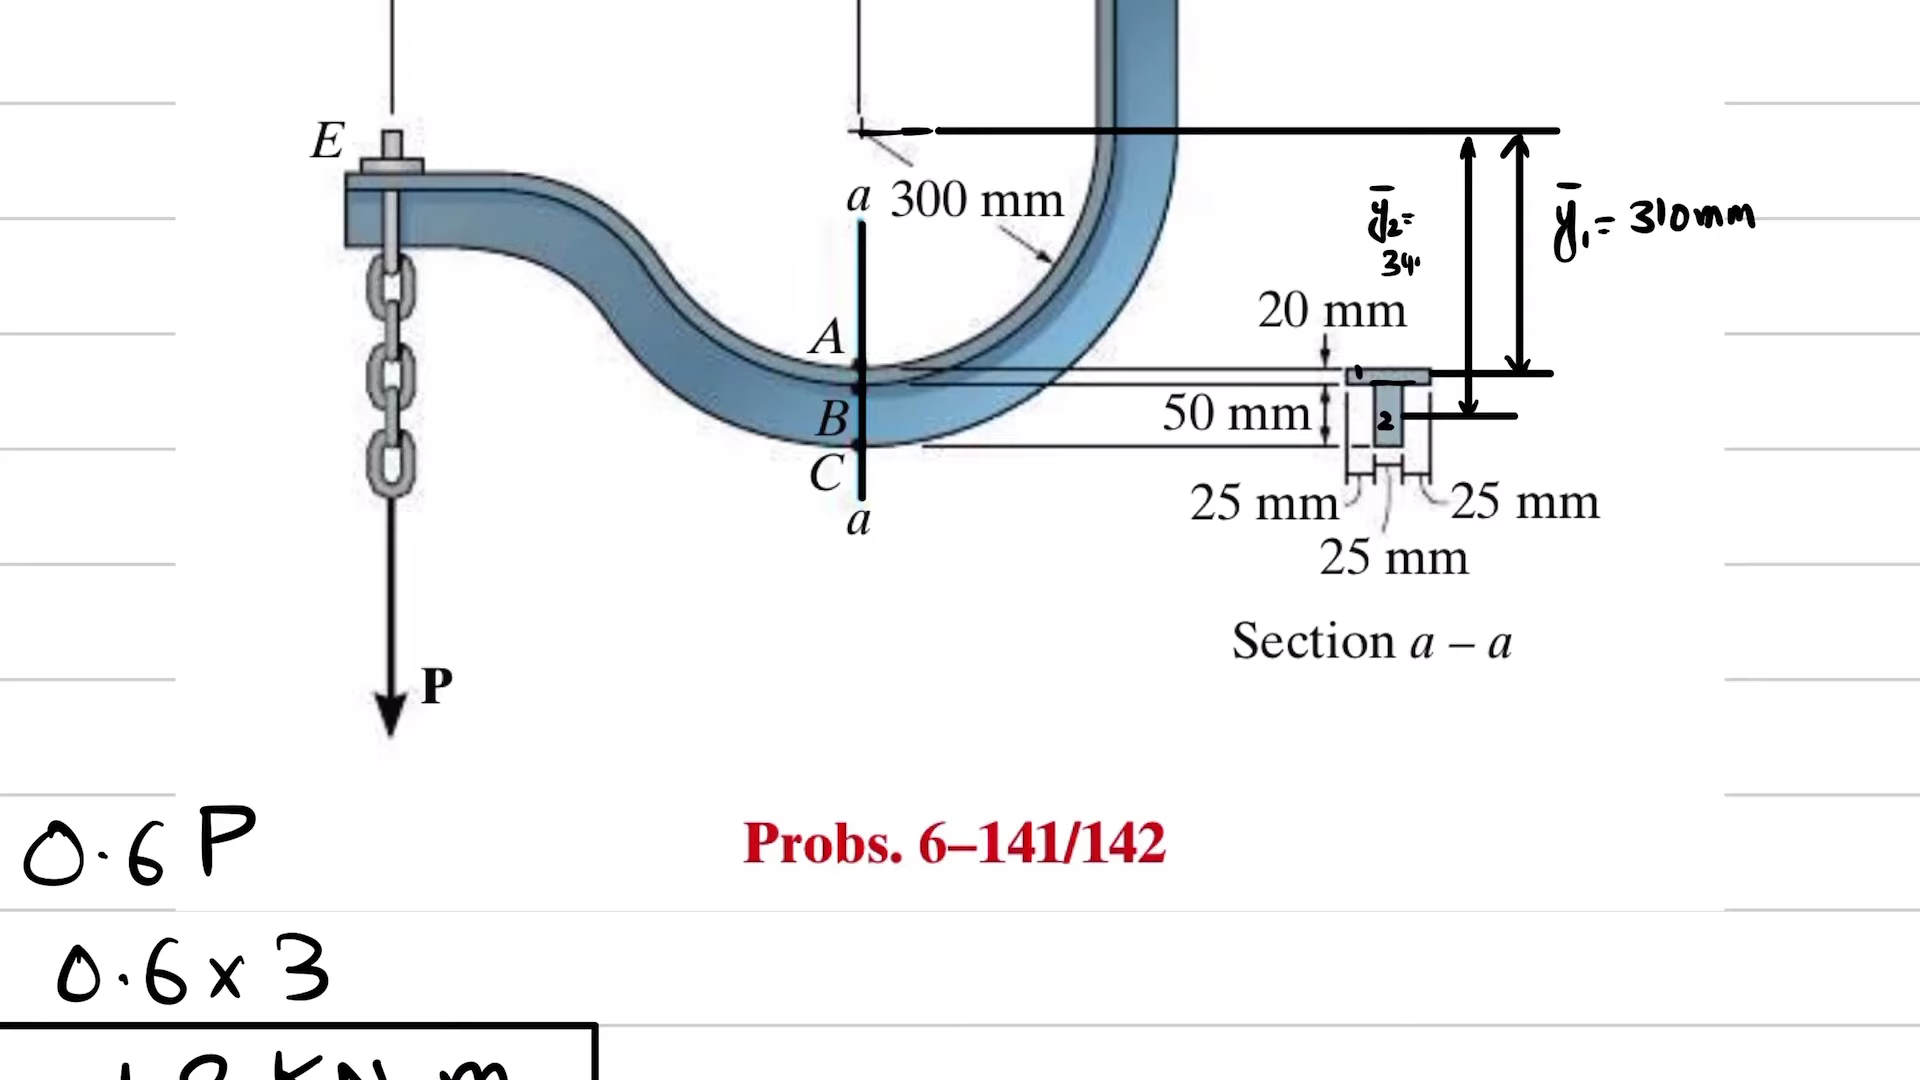 E
a 300 mm
ȳ₂=
34
ȳ₁= 310mm
20 mm
A
B
C
50 mm
1
2
a
25 mm
25 mm
25 mm
Section a – a
P
Probs. 6–141/142
0.6 P
0.6 x 3